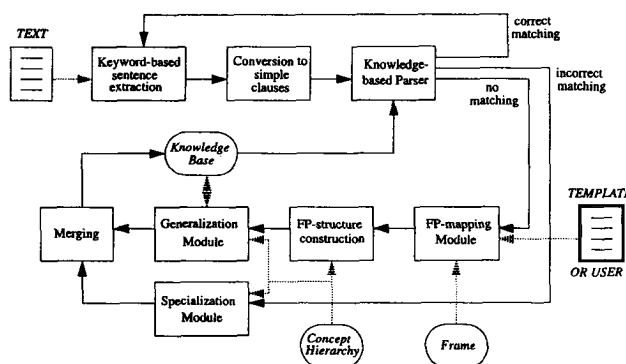 TEXT
Keyword-based
sentence
extraction
Conversion to
simple
clauses
Knowledge-
based Parser
correct
matching
incorrect
matching
no
matching
Knowledge
Base
Merging
Generalization
Module
FP-structure
construction
FP-mapping
Module
TEMPLATE
OR USER
Specialization
Module
Concept
Hierarchy
Frame